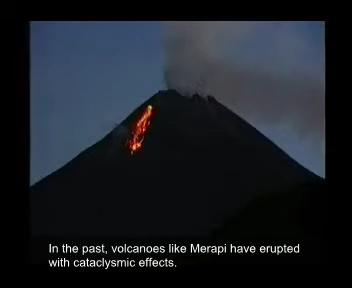 In the past, volcanoes like Merapi have erupted
with cataclysmic effects.